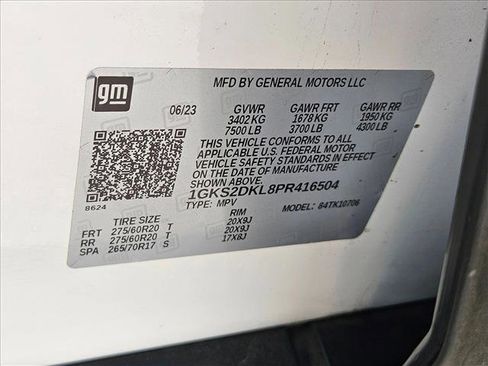 gm
MFD BY GENERAL MOTORS LLC
06/23 GVWR GAWR FRT GAWR RR
3402 KG 1678 KG 1950 KG
7500 LB 3700 LB 4300 LB
THIS VEHICLE CONFORMS TO ALL
APPLICABLE U.S. FEDERAL MOTOR
VEHICLE SAFETY STANDARDS IN EFFECT
ON THE DATE OF MANUFACTURE
SHOWN ABOVE.
1GKS2DKL8PR416504
8624 TYPE: MPV MODEL: 84TK10706
TIRE SIZE RIM
FRT 275/60R20 T 20X9J
RR 275/60R20 T 20X9J
SPA 265/70R17 S 17X8J